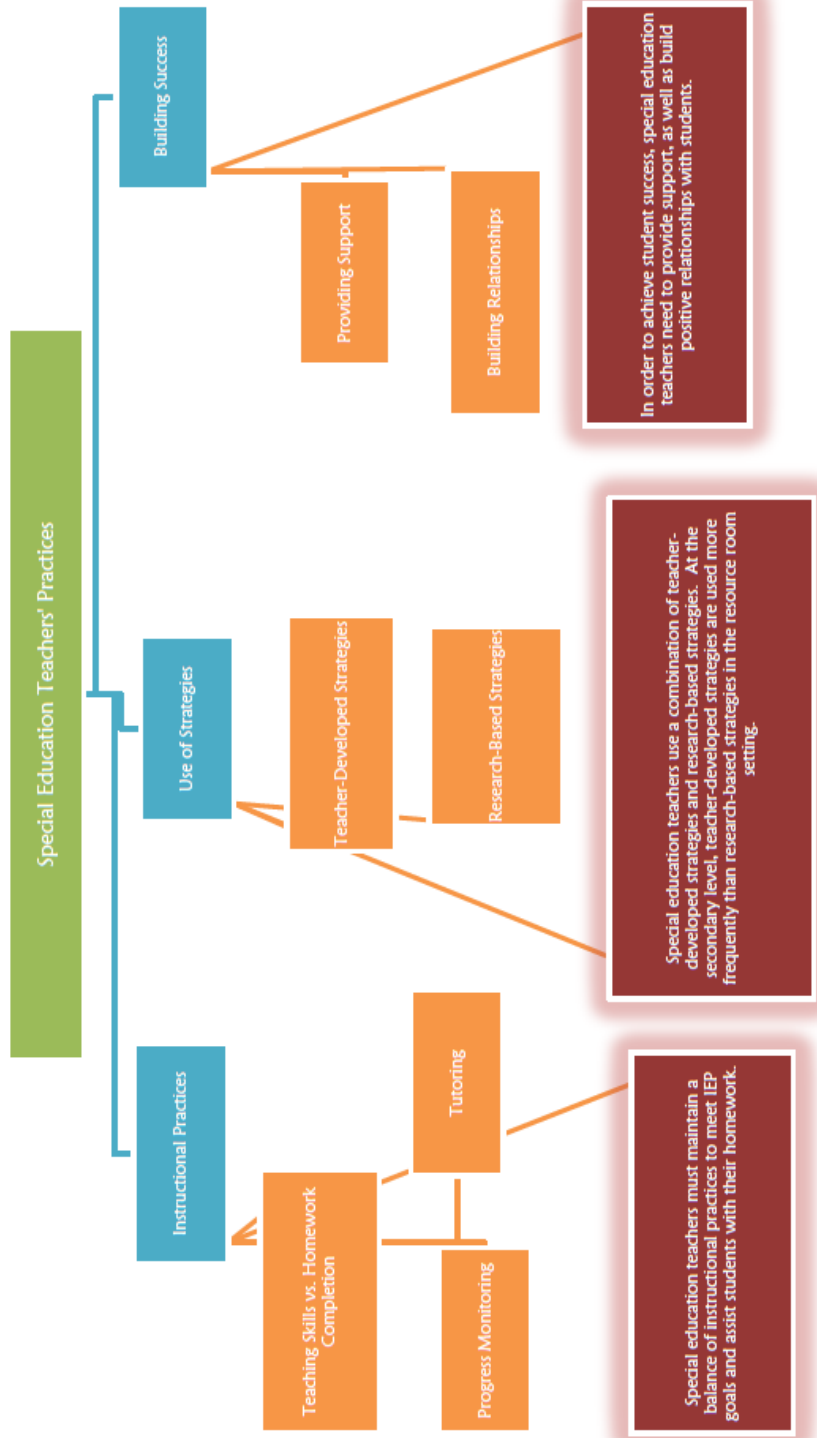 Special Education Teachers' Practices
Instructional Practices
Use of Strategies
Building Success
Teaching Skills vs. Homework
Completion
Progress Monitoring
Tutoring
Teacher-Developed Strategies
Research-Based Strategies
Providing Support
Building Relationships
Special education teachers must maintain a
balance of instructional practices to meet IEP
goals and assist students with their homework.
Special education teachers use a combination of teacher-
developed strategies and research-based strategies. At the
secondary level, teacher-developed strategies are used more
frequently than research-based strategies in the resource room
setting.
In order to achieve student success, special education
teachers need to provide support, as well as build
positive relationships with students.